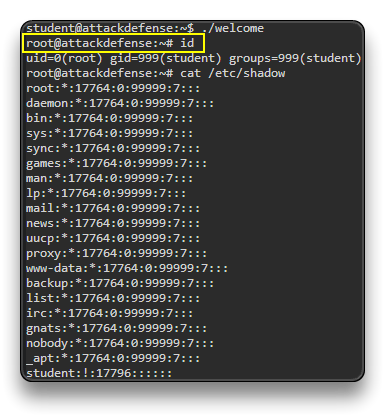 student@attackdefense:~$ ./welcome
root@attackdefense:~# id
uid=0(root) gid=999(student) groups=999(student)
root@attackdefense:~# cat /etc/shadow
root:*:17764:0:99999:7:::
daemon:*:17764:0:99999:7:::
bin:*:17764:0:99999:7:::
sys:*:17764:0:99999:7:::
sync:*:17764:0:99999:7:::
games:*:17764:0:99999:7:::
man:*:17764:0:99999:7:::
lp:*:17764:0:99999:7:::
mail:*:17764:0:99999:7:::
news:*:17764:0:99999:7:::
uucp:*:17764:0:99999:7:::
proxy:*:17764:0:99999:7:::
www-data:*:17764:0:99999:7:::
backup:*:17764:0:99999:7:::
list:*:17764:0:99999:7:::
irc:*:17764:0:99999:7:::
gnats:*:17764:0:99999:7:::
nobody:*:17764:0:99999:7:::
_apt:*:17764:0:99999:7:::
student:!:17796::::::